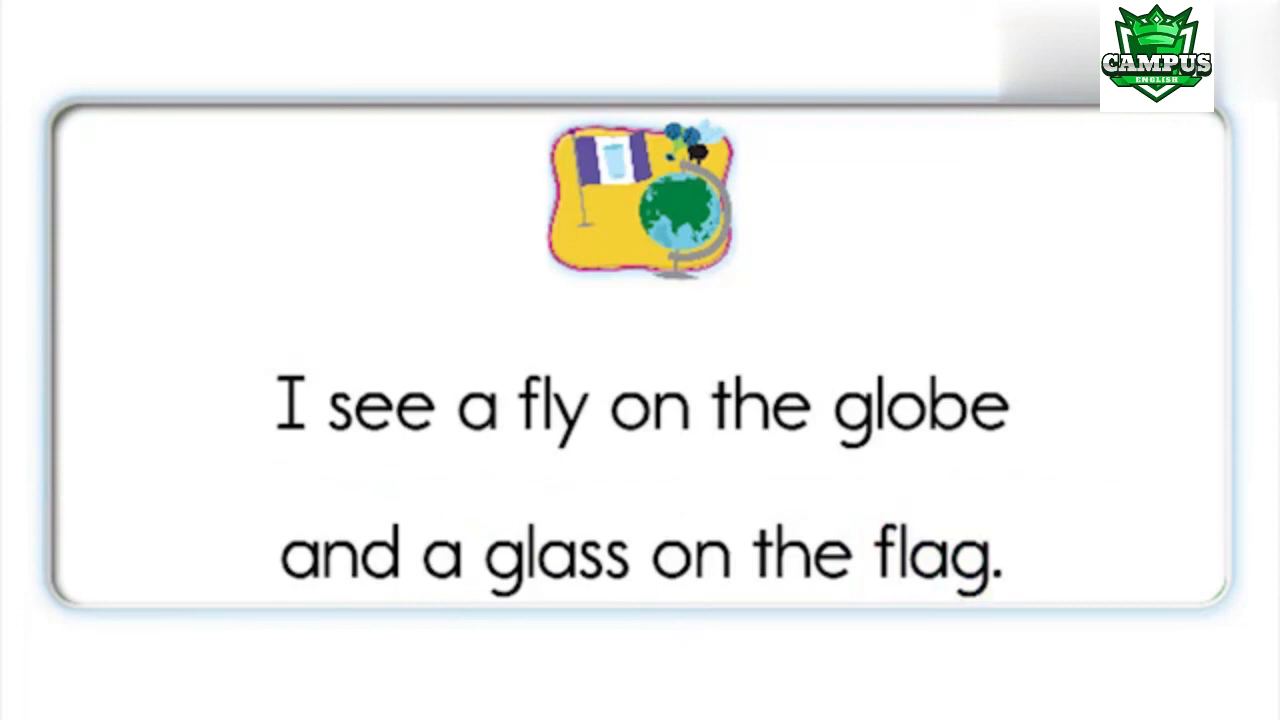 CAMPUS
ENGLISH
I see a fly on the globe
and a glass on the flag.